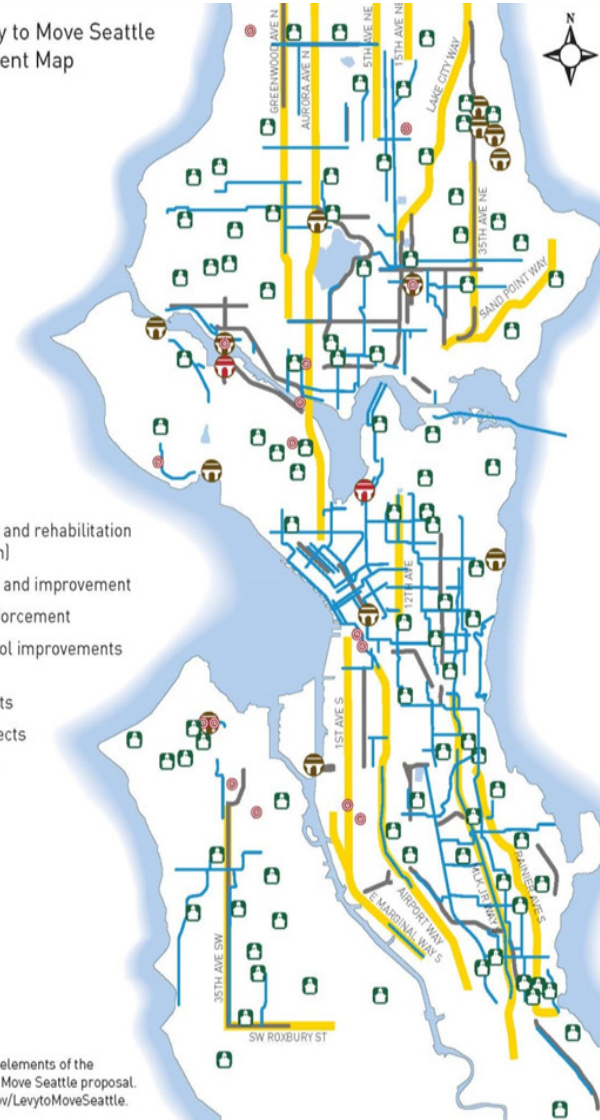 y to Move Seattle
ent Map
N
GREENWOOD AVE N
AURORA AVE N
5TH AVE NE
15TH AVE NE
LAKE CITY WAY
35TH AVE NE
SAND POINT WAY
and rehabilitation
n)
and improvement
orcement
ol improvements
ts
ects
12TH AVE
1ST AVE S
AIRPORT WAY
E MARGINAL WAY S
MLK JR WAY
RAINIER AVE S
35TH AVE SW
SW ROXBURY ST
elements of the
Move Seattle proposal.
ov/LevytoMoveSeattle.